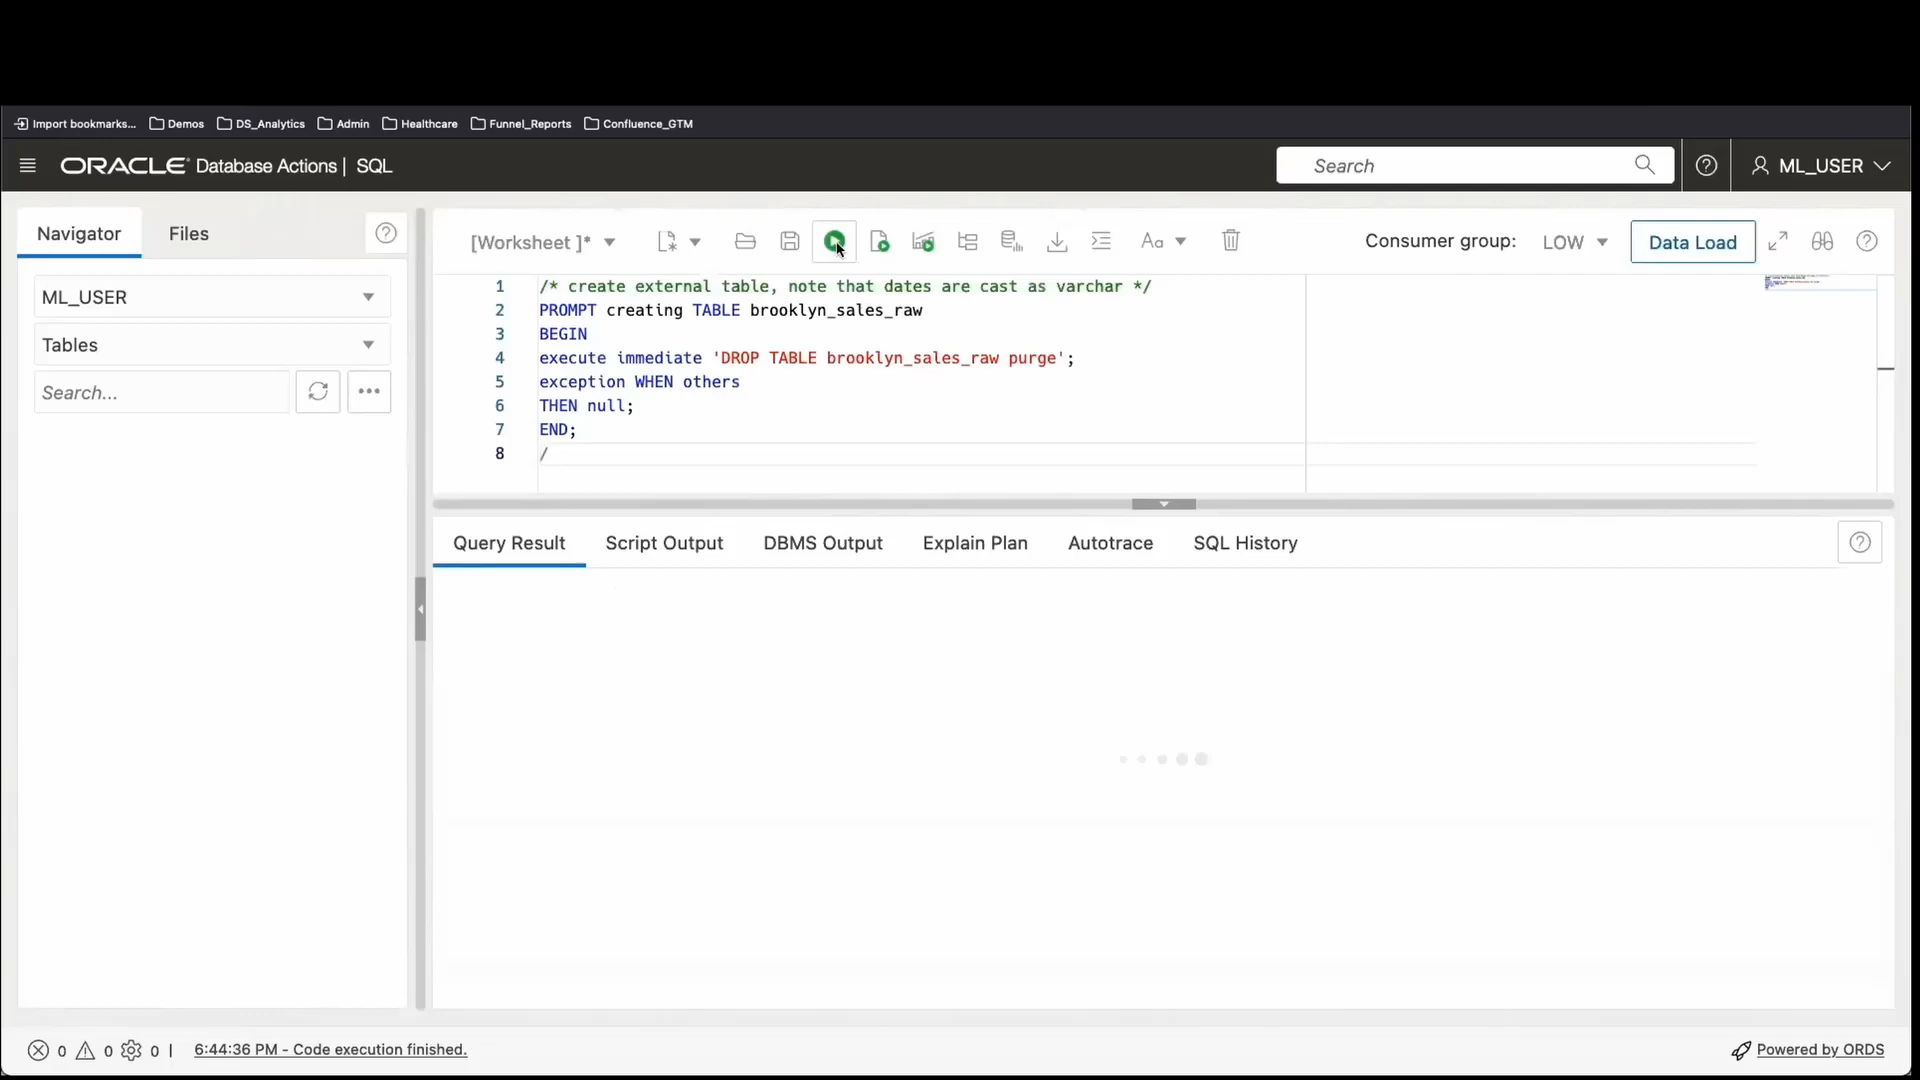 Import bookmarks... Demos DS_Analytics Admin Healthcare Funnel_Reports Confluence_GTM
ORACLE Database Actions | SQL Search ML_USER
Navigator Files
[Worksheet ]* Aa Consumer group: LOW Data Load
ML_USER
Tables
Search...
1 /* create external table, note that dates are cast as varchar */
2 PROMPT creating TABLE brooklyn_sales_raw
3 BEGIN
4 execute immediate 'DROP TABLE brooklyn_sales_raw purge';
5 exception WHEN others
6 THEN null;
7 END;
8 /
Query Result Script Output DBMS Output Explain Plan Autotrace SQL History
0 0 0 | 6:44:36 PM - Code execution finished. Powered by ORDS